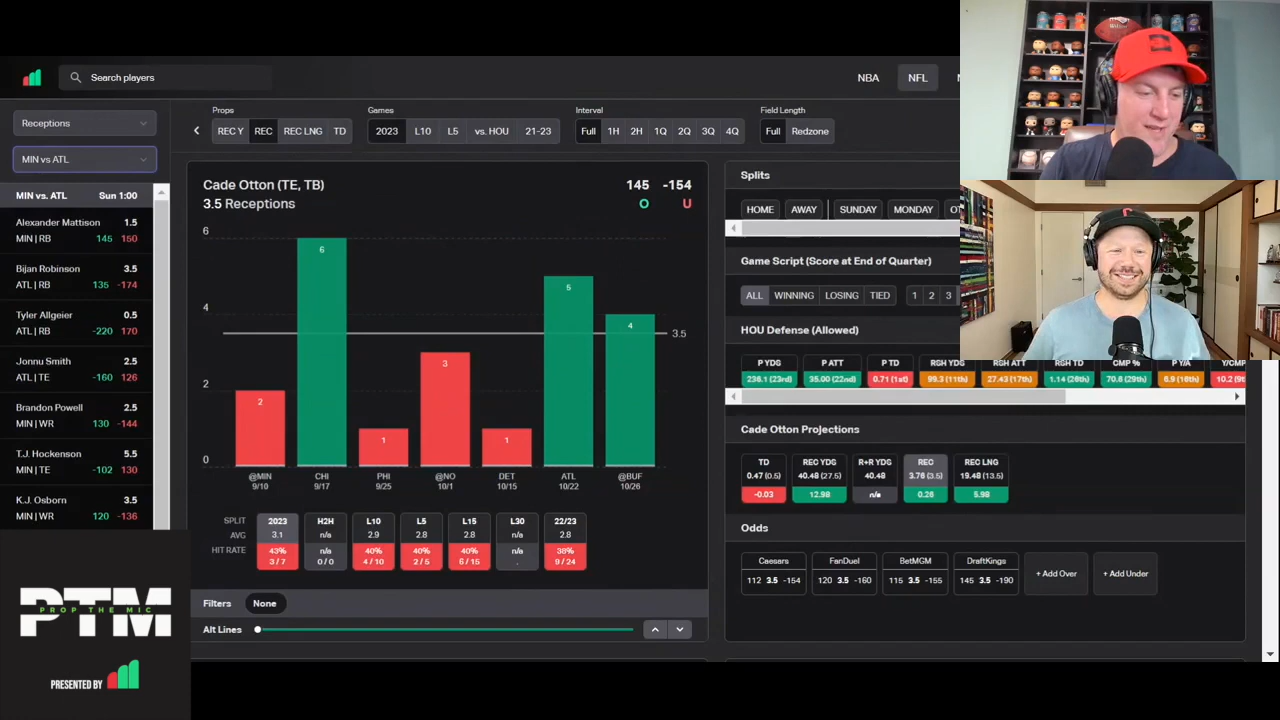 Search players
NBA
NFL
Receptions
MIN vs ATL
Props
REC Y
REC
REC LNG
TD
Games
2023
L10
L5
vs. HOU
21-23
Interval
Full
1H
2H
1Q
2Q
3Q
4Q
Field Length
Full
Redzone
MIN vs. ATL Sun 1:00
Alexander Mattison 1.5
MIN | RB 145 150
Bijan Robinson 3.5
ATL | RB 135 -174
Tyler Allgeier 0.5
ATL | RB -220 170
Jonnu Smith 2.5
ATL | TE -160 126
Brandon Powell 2.5
MIN | WR 130 -144
T.J. Hockenson 5.5
MIN | TE -102 130
K.J. Osborn 3.5
MIN | WR 120 -136
Cade Otton (TE, TB) 145 -154
3.5 Receptions O U
6
4
2
0
2
6
1
3
1
5
4
3.5
@MIN CHI PHI @NO DET ATL @BUF
9/10 9/17 9/25 10/1 10/15 10/22 10/26
SPLIT 2023 H2H L10 L5 L15 L30 22/23
AVG 3.1 n/a 2.9 2.8 2.8 n/a 2.8
HIT RATE 43% n/a 40% 40% 40% n/a 38%
3 / 7 0 / 0 4 / 10 2 / 5 6 / 15 . 9 / 24
Filters None
Alt Lines
Splits
HOME AWAY SUNDAY MONDAY
Game Script (Score at End of Quarter)
ALL WINNING LOSING TIED 1 2 3
HOU Defense (Allowed)
P YDS P ATT P TD RGH YDS RGH ATT RGH TD CMP % P Y/A Y/CMP
236.1 (23rd) 35.00 (22nd) 0.71 (1st) 99.3 (11th) 27.43 (17th) 1.14 (26th) 70.6 (29th) 6.9 (16th) 10.2 (9t
Cade Otton Projections
TD REC YDS R+R YDS REC REC LNG
0.47 (0.5) 40.48 (27.5) 40.48 3.76 (3.5) 19.48 (13.5)
-0.03 12.98 n/a 0.26 5.98
Odds
Caesars FanDuel BetMGM DraftKings
112 3.5 -154 120 3.5 -160 115 3.5 -155 145 3.5 -190
+ Add Over + Add Under
PTM
PROP THE MIC
PRESENTED BY